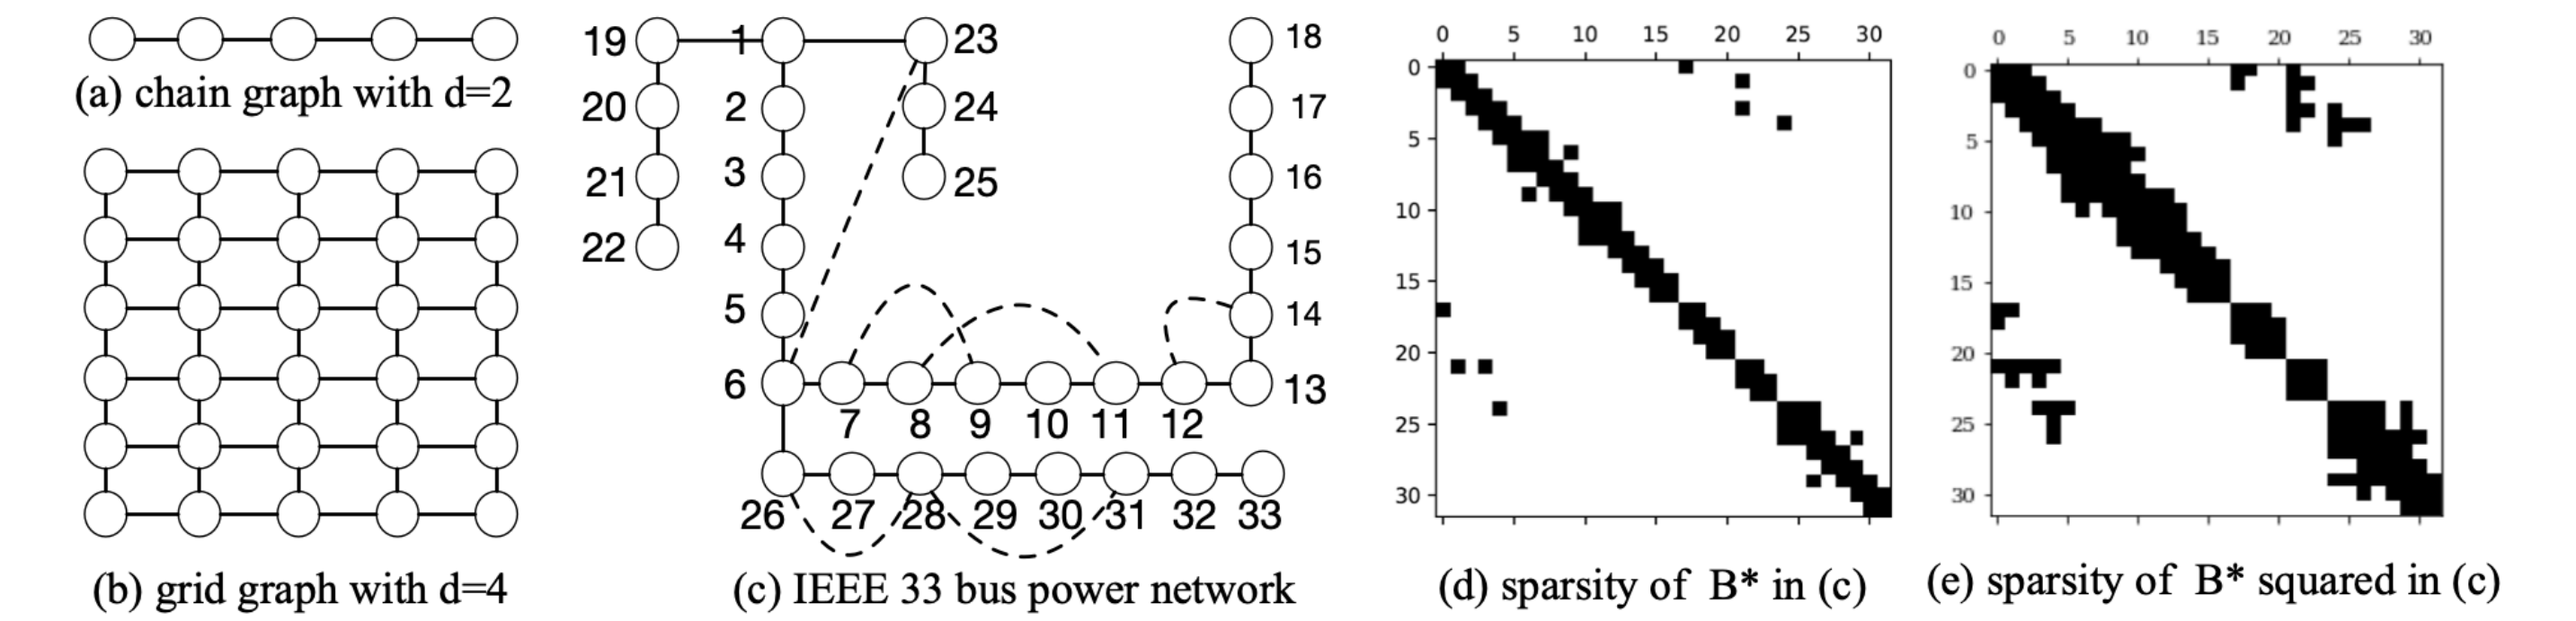 (a) chain graph with d=2
(b) grid graph with d=4
19 1 23 18
20 2 24 17
21 3 25 16
22 4 15
5 14
6 13
7 8 9 10 11 12
26 27 28 29 30 31 32 33
(c) IEEE 33 bus power network
0 5 10 15 20 25 30
0
5
10
15
20
25
30
(d) sparsity of B* in (c)
0 5 10 15 20 25 30
0
5
10
15
20
25
30
(e) sparsity of B* squared in (c)